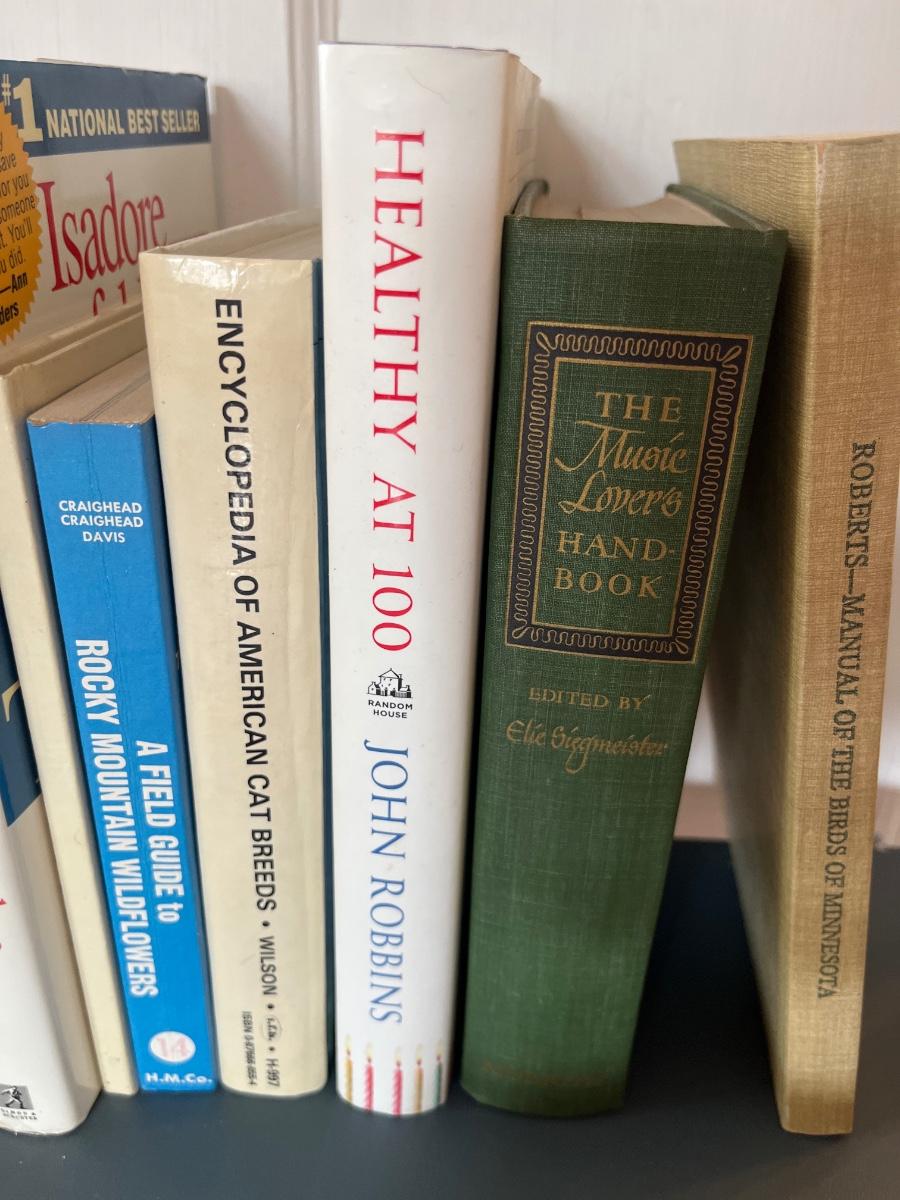 #1 NATIONAL BEST SELLER
Isadore
CRAIGHEAD
CRAIGHEAD
DAVIS
A FIELD GUIDE to
ROCKY MOUNTAIN WILDFLOWERS
14
H.M.Co.
ENCYCLOPEDIA OF AMERICAN CAT BREEDS • WILSON • t.f.h. • H-997
HEALTHY AT 100
RANDOM
HOUSE
JOHN ROBBINS
THE
Music
Lover's
HAND-
BOOK
EDITED BY
Elie Siegmeister
ROBERTS—MANUAL OF THE BIRDS OF MINNESOTA